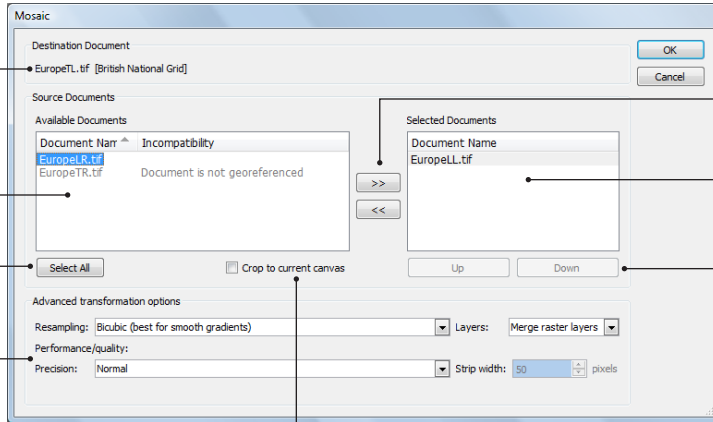 Mosaic
Destination Document
EuropeTL.tif [British National Grid]
OK
Cancel
Source Documents
Available Documents
Document Nam Incompatibility
EuropeLR.tif
EuropeTR.tif Document is not georeferenced
>>
<<
Selected Documents
Document Name
EuropeLL.tif
Select All
Crop to current canvas
Up
Down
Advanced transformation options
Resampling: Bicubic (best for smooth gradients)
Layers: Merge raster layers
Performance/quality:
Precision: Normal
Strip width: 50 pixels